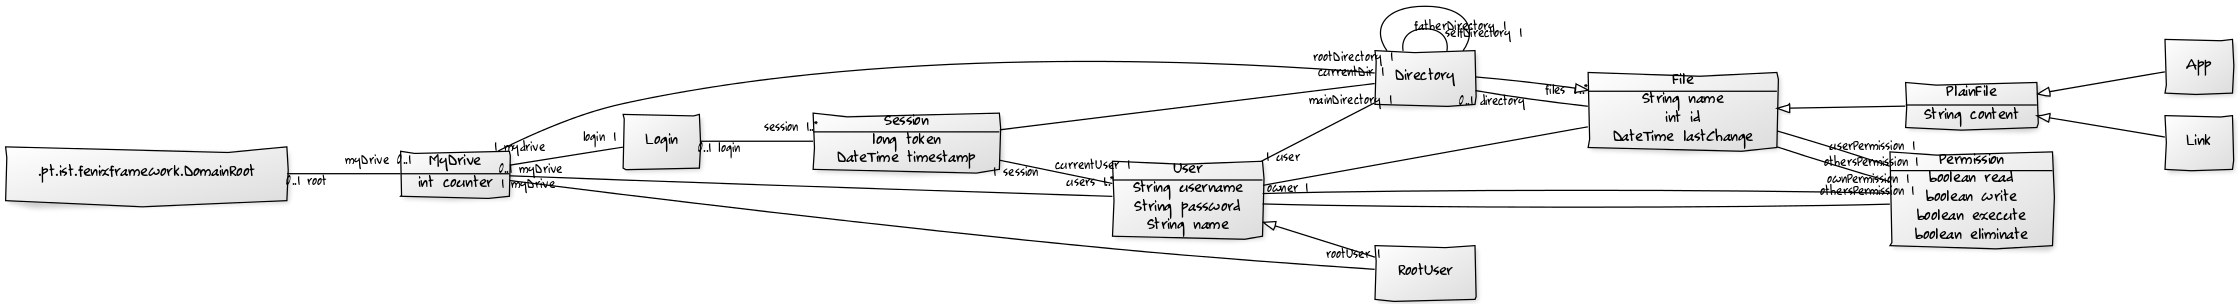 .pt.ist.fenixframework.DomainRoot
0..1 root
myDrive 0..1
MyDrive
int counter
1 mydrive
0..1 myDrive
1 myDrive
login 1
Login
0..1 login
session 1..*
Session
long token
DateTime timestamp
1 session
currentUser 1
users 1..*
User
String username
String password
String name
1 user
owner 1
rootUser 1
RootUser
fatherDirectory 1
selfDirectory 1
rootDirectory 1
currentDir 1
mainDirectory 1
Directory
0..1 directory
files 1..*
File
String name
int id
DateTime lastChange
userPermission 1
othersPermission 1
ownPermission 1
othersPermission 1
Permission
boolean read
boolean write
boolean execute
boolean eliminate
PlainFile
String content
App
Link